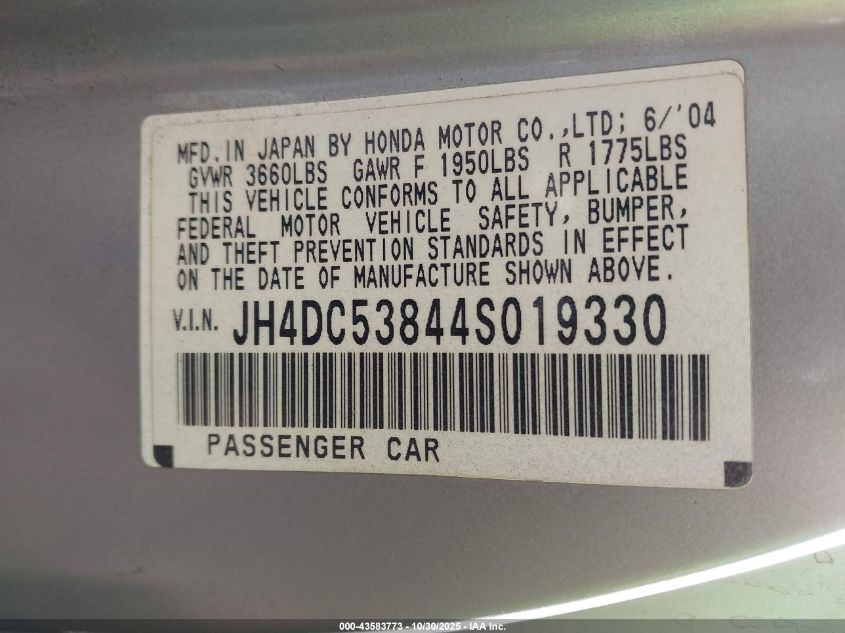 MFD. IN JAPAN BY HONDA MOTOR CO.,LTD; 6/'04
GVWR 3660LBS GAWR F 1950LBS R 1775LBS
THIS VEHICLE CONFORMS TO ALL APPLICABLE
FEDERAL MOTOR VEHICLE SAFETY, BUMPER,
AND THEFT PREVENTION STANDARDS IN EFFECT
ON THE DATE OF MANUFACTURE SHOWN ABOVE.
V.I.N. JH4DC53844S019330
PASSENGER CAR
000-43583773 - 10/30/2025 - IAA Inc.